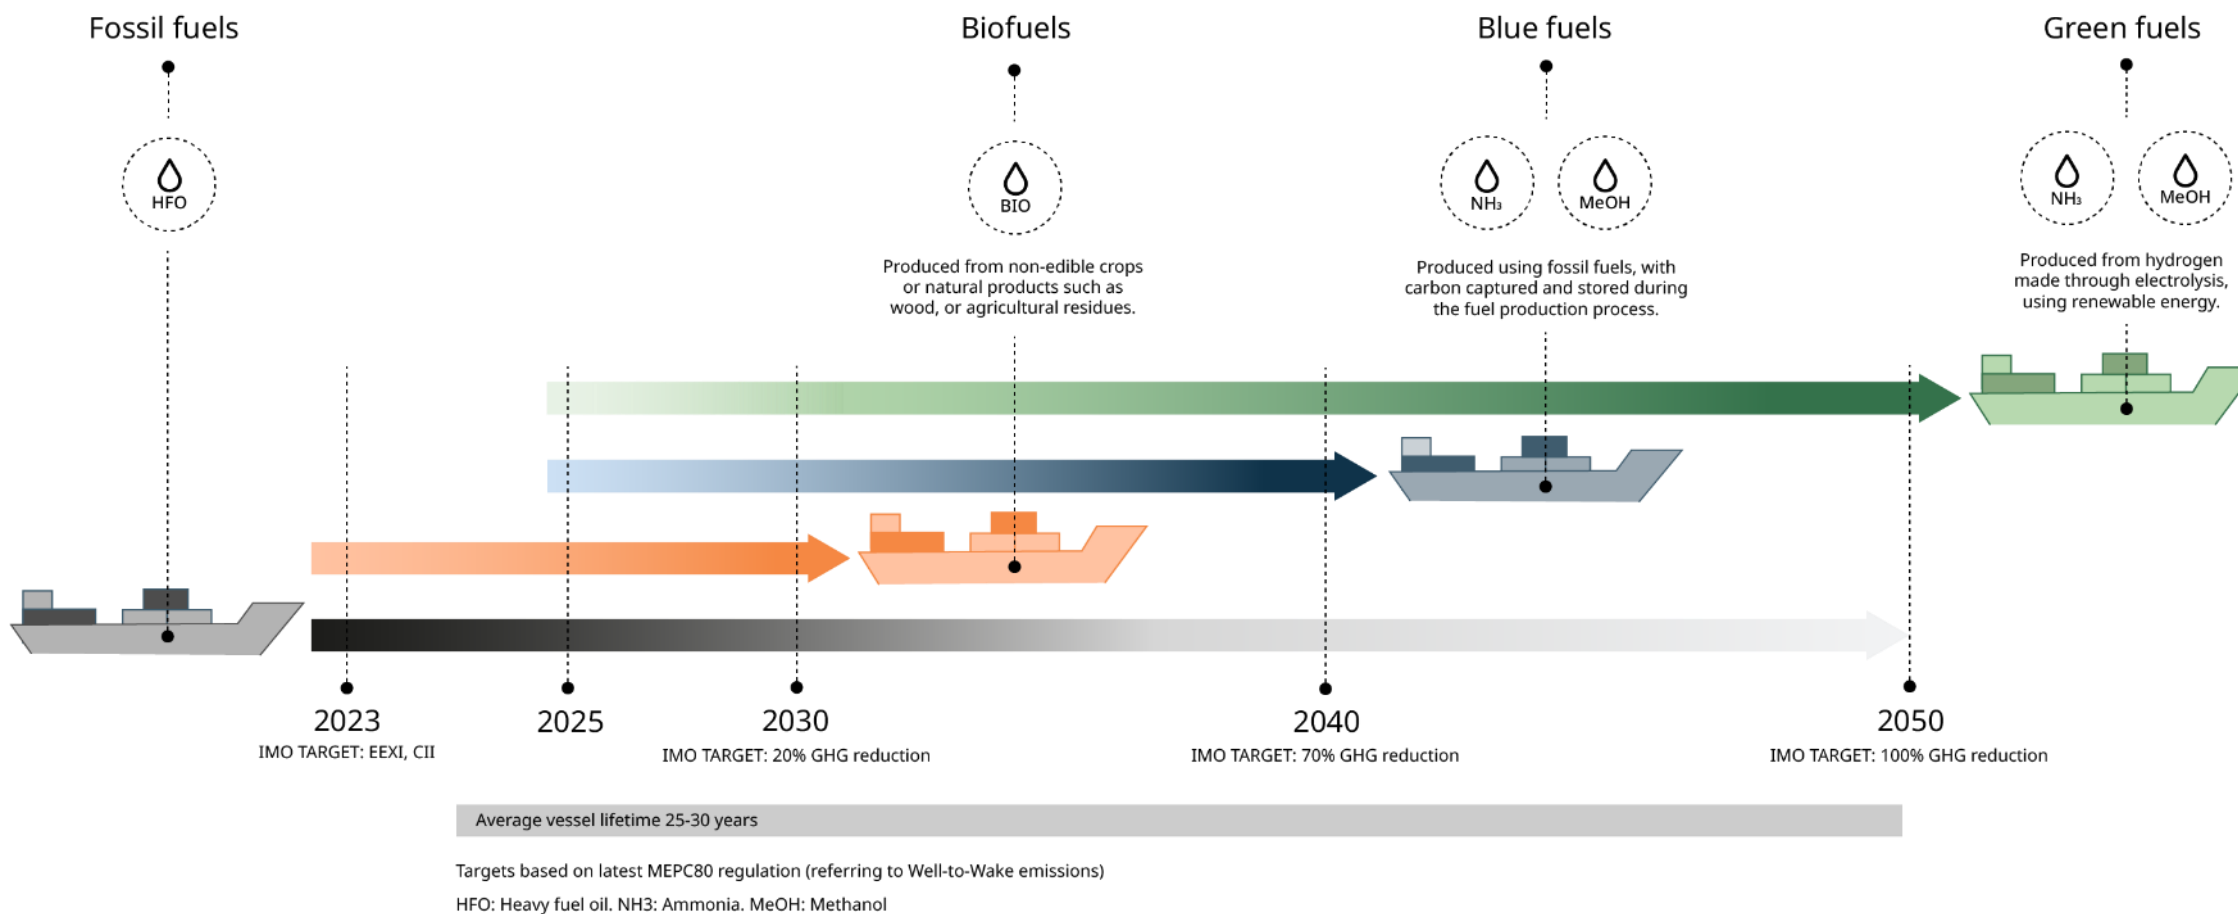 Fossil fuels
Biofuels
Blue fuels
Green fuels
HFO
BIO
NH₃
MeOH
NH₃
MeOH
Produced from non-edible crops
or natural products such as
wood, or agricultural residues.
Produced using fossil fuels, with
carbon captured and stored during
the fuel production process.
Produced from hydrogen
made through electrolysis,
using renewable energy.
2023
IMO TARGET: EEXI, CII
2025
2030
IMO TARGET: 20% GHG reduction
2040
IMO TARGET: 70% GHG reduction
2050
IMO TARGET: 100% GHG reduction
Average vessel lifetime 25-30 years
Targets based on latest MEPC80 regulation (referring to Well-to-Wake emissions)
HFO: Heavy fuel oil. NH3: Ammonia. MeOH: Methanol